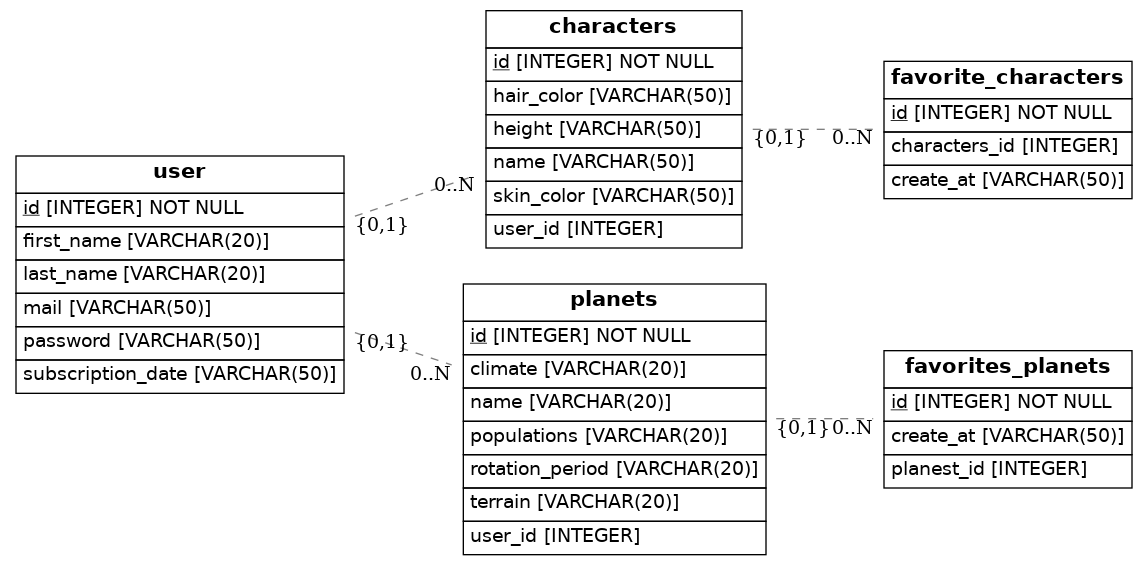 user
id [INTEGER] NOT NULL
first_name [VARCHAR(20)]
last_name [VARCHAR(20)]
mail [VARCHAR(50)]
password [VARCHAR(50)]
subscription_date [VARCHAR(50)]
{0,1}
0..N
{0,1}
0..N
characters
id [INTEGER] NOT NULL
hair_color [VARCHAR(50)]
height [VARCHAR(50)]
name [VARCHAR(50)]
skin_color [VARCHAR(50)]
user_id [INTEGER]
{0,1}
0..N
favorite_characters
id [INTEGER] NOT NULL
characters_id [INTEGER]
create_at [VARCHAR(50)]
planets
id [INTEGER] NOT NULL
climate [VARCHAR(20)]
name [VARCHAR(20)]
populations [VARCHAR(20)]
rotation_period [VARCHAR(20)]
terrain [VARCHAR(20)]
user_id [INTEGER]
{0,1}
0..N
favorites_planets
id [INTEGER] NOT NULL
create_at [VARCHAR(50)]
planest_id [INTEGER]